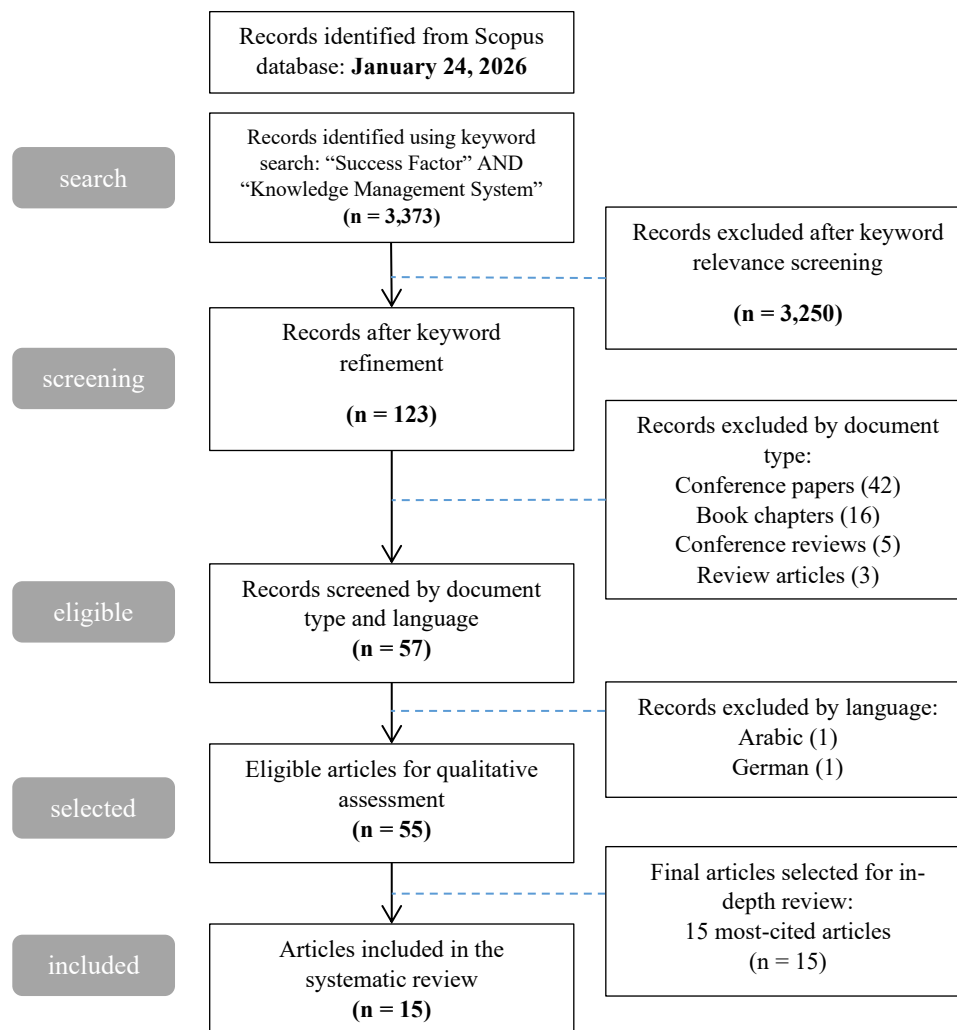 Records identified from Scopus
database: January 24, 2026
search
Records identified using keyword
search: “Success Factor” AND
“Knowledge Management System”
(n = 3,373)
Records excluded after keyword
relevance screening
(n = 3,250)
screening
Records after keyword
refinement
(n = 123)
Records excluded by document
type:
Conference papers (42)
Book chapters (16)
Conference reviews (5)
Review articles (3)
eligible
Records screened by document
type and language
(n = 57)
Records excluded by language:
Arabic (1)
German (1)
selected
Eligible articles for qualitative
assessment
(n = 55)
Final articles selected for in-
depth review:
15 most-cited articles
(n = 15)
included
Articles included in the
systematic review
(n = 15)